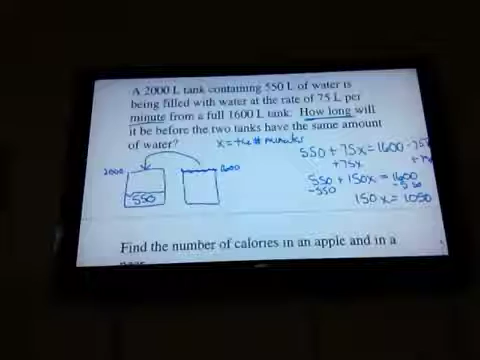 A 2000 L tank containing 550 L of water is
being filled with water at the rate of 75 L per
minute from a full 1600 L tank. How long will
it be before the two tanks have the same amount
of water? x = the # minutes
550 + 75x = 1600 - 75x
+75x
550 + 150x = 1600
-550 -550
150x = 1050
2000 1600
550
Find the number of calories in an apple and in a